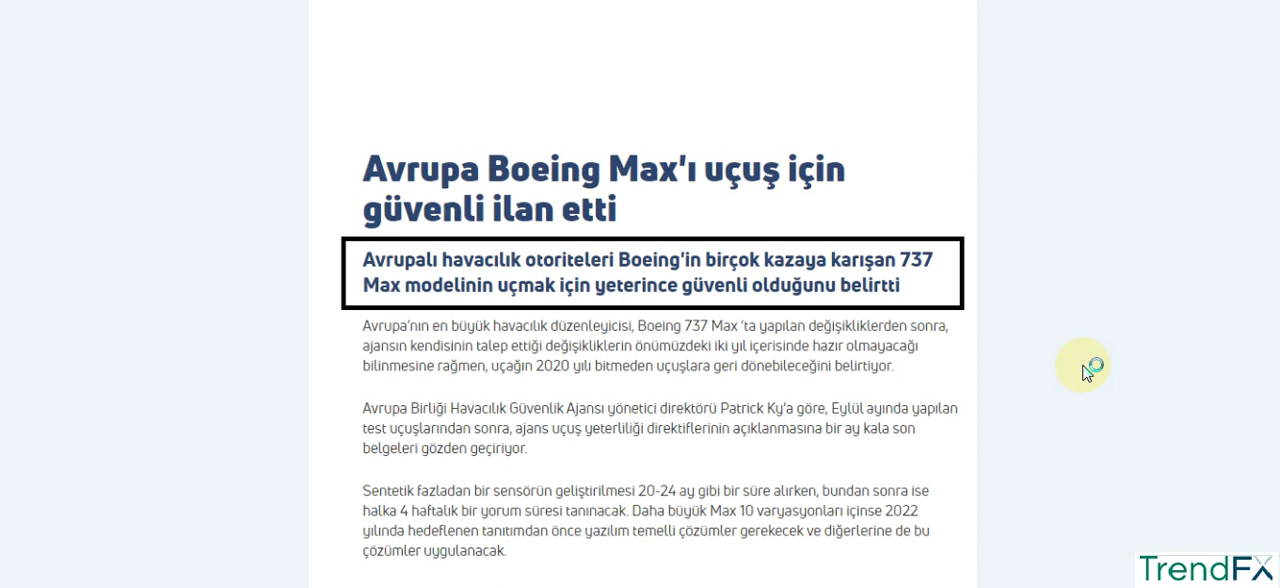 Avrupa Boeing Max'ı uçuş için
güvenli ilan etti
Avrupalı havacılık otoriteleri Boeing'in birçok kazaya karışan 737
Max modelinin uçmak için yeterince güvenli olduğunu belirtti
Avrupa'nın en büyük havacılık düzenleyicisi, Boeing 737 Max 'ta yapılan değişikliklerden sonra,
ajansın kendisinin talep ettiği değişikliklerin önümüzdeki iki yıl içerisinde hazır olmayacağı
bilinmesine rağmen, uçağın 2020 yılı bitmeden uçuşlara geri dönebileceğini belirtiyor.
Avrupa Birliği Havacılık Güvenlik Ajansı yönetici direktörü Patrick Ky'a göre, Eylül ayında yapılan
test uçuşlarından sonra, ajans uçuş yeterliliği direktiflerinin açıklanmasına bir ay kala son
belgeleri gözden geçiriyor.
Sentetik fazladan bir sensörün geliştirilmesi 20-24 ay gibi bir süre alırken, bundan sonra ise
halka 4 haftalık bir yorum süresi tanınacak. Daha büyük Max 10 varyasyonları içinse 2022
yılında hedeflenen tanıtımdan önce yazılım temelli çözümler gerekecek ve diğerlerine de bu
çözümler uygulanacak.
TrendFX